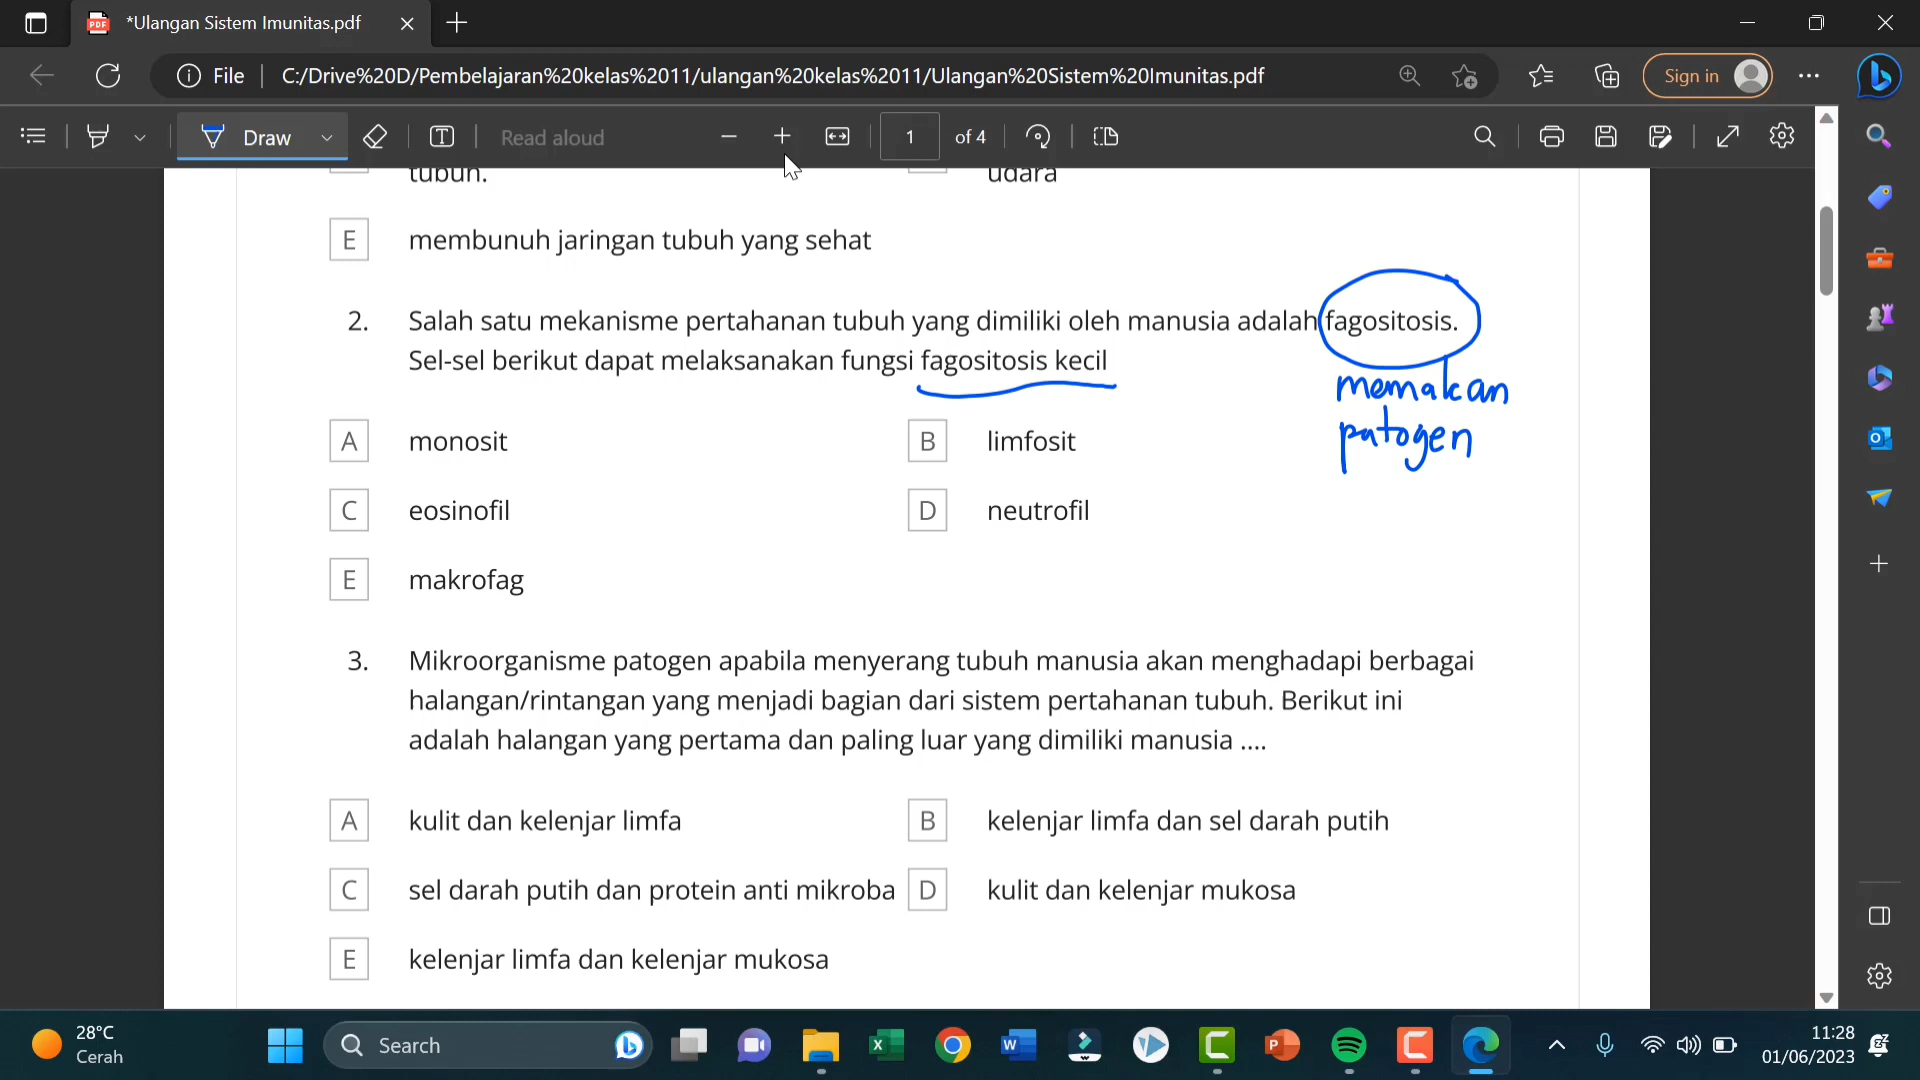 *Ulangan Sistem Imunitas.pdf
File
C:/Drive%20D/Pembelajaran%20kelas%2011/ulangan%20kelas%2011/Ulangan%20Sistem%20Imunitas.pdf
Sign in
Draw
Read aloud
1 of 4
tubuh.
udara
E membunuh jaringan tubuh yang sehat
2. Salah satu mekanisme pertahanan tubuh yang dimiliki oleh manusia adalah fagositosis.
Sel-sel berikut dapat melaksanakan fungsi fagositosis kecil
memakan
patogen
A monosit
B limfosit
C eosinofil
D neutrofil
E makrofag
3. Mikroorganisme patogen apabila menyerang tubuh manusia akan menghadapi berbagai
halangan/rintangan yang menjadi bagian dari sistem pertahanan tubuh. Berikut ini
adalah halangan yang pertama dan paling luar yang dimiliki manusia ....
A kulit dan kelenjar limfa
B kelenjar limfa dan sel darah putih
C sel darah putih dan protein anti mikroba
D kulit dan kelenjar mukosa
E kelenjar limfa dan kelenjar mukosa
28°C
Cerah
Search
11:28
01/06/2023